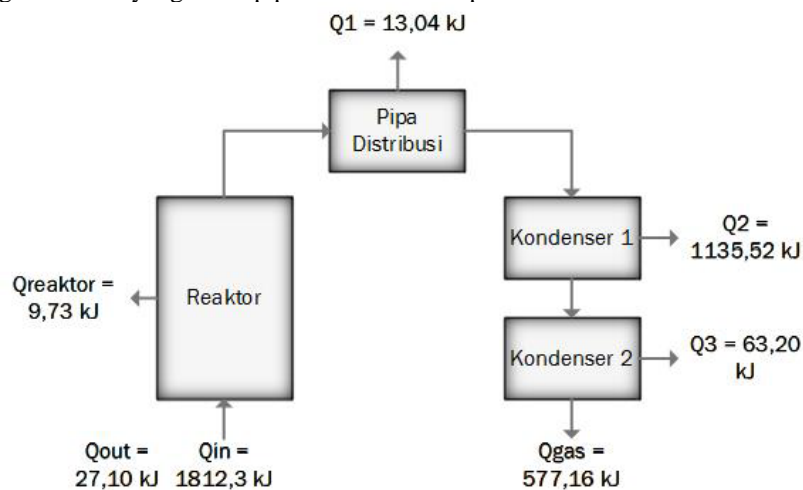 Q1 = 13,04 kJ
Pipa
Distribusi
Kondenser 1
Q2 =
1135,52 kJ
Qreaktor =
9,73 kJ
Reaktor
Kondenser 2
Q3 = 63,20
kJ
Qout =
27,10 kJ
Qin =
1812,3 kJ
Qgas =
577,16 kJ